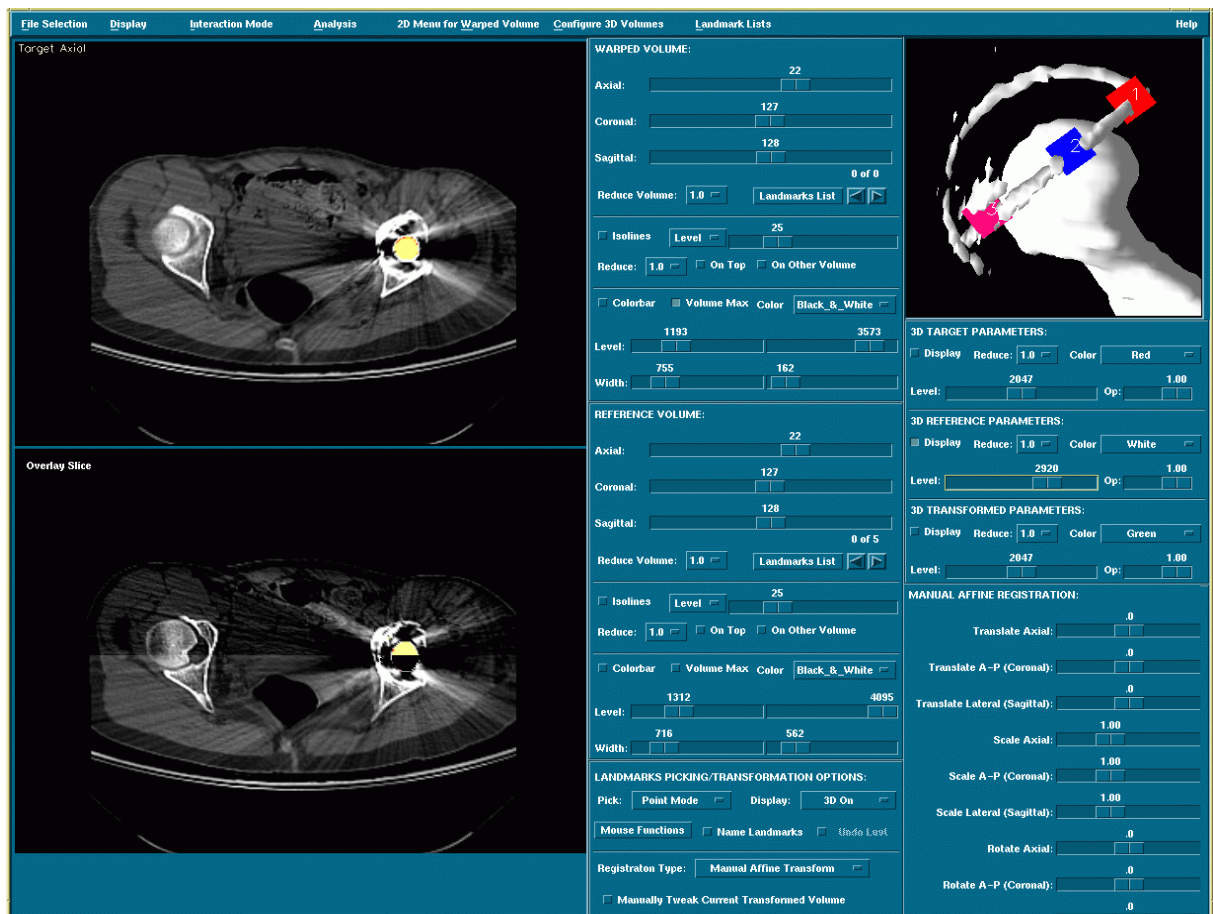 File Selection Display Interaction Mode Analysis 2D Menu for Warped Volume Configure 3D Volumes Landmark Lists Help
Target Axial
Overlay Slice
WARPED VOLUME:
22
Axial:
127
Coronal:
128
Sagittal:
0 of 0
Reduce Volume: 1.0 Landmarks List
25
Isolines Level
Reduce: 1.0 On Top On Other Volume
Colorbar Volume Max Color Black_&_White
1193 3573
Level:
755 162
Width:
REFERENCE VOLUME:
22
Axial:
127
Coronal:
128
Sagittal:
0 of 5
Reduce Volume: 1.0 Landmarks List
25
Isolines Level
Reduce: 1.0 On Top On Other Volume
Colorbar Volume Max Color Black_&_White
1312 4095
Level:
716 562
Width:
LANDMARKS PICKING/TRANSFORMATION OPTIONS:
Pick: Point Mode Display: 3D On
Mouse Functions Name Landmarks Undo Last
Registraton Type: Manual Affine Transform
Manually Tweak Current Transformed Volume
1
2
3
3D TARGET PARAMETERS:
Display Reduce: 1.0 Color Red
2047 1.00
Level: Op:
3D REFERENCE PARAMETERS:
Display Reduce: 1.0 Color White
2920 1.00
Level: Op:
3D TRANSFORMED PARAMETERS:
Display Reduce: 1.0 Color Green
2047 1.00
Level: Op:
MANUAL AFFINE REGISTRATION:
.0
Translate Axial:
.0
Translate A-P (Coronal):
.0
Translate Lateral (Sagittal):
1.00
Scale Axial:
1.00
Scale A-P (Coronal):
1.00
Scale Lateral (Sagittal):
.0
Rotate Axial:
.0
Rotate A-P (Coronal):
.0